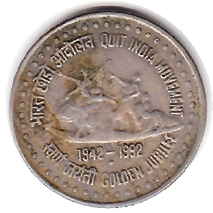 भारत छोड़ो आंदोलन QUIT INDIA MOVEMENT
1942-1992
स्वर्ण जयंती GOLDEN JUBILEE